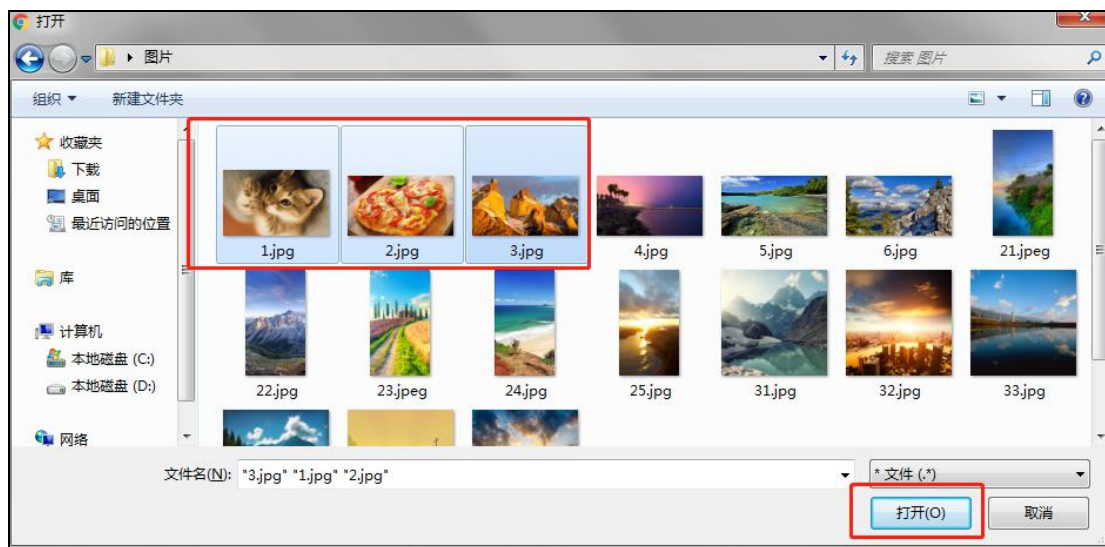 打开
图片
搜索 图片
组织
新建文件夹
收藏夹
下载
桌面
最近访问的位置
库
计算机
本地磁盘 (C:)
本地磁盘 (D:)
网络
1.jpg 2.jpg 3.jpg 4.jpg 5.jpg 6.jpg 21.jpeg
22.jpg 23.jpeg 24.jpg 25.jpg 31.jpg 32.jpg 33.jpg
文件名(N): "3.jpg" "1.jpg" "2.jpg"
* 文件 (.*)
打开(O) 取消